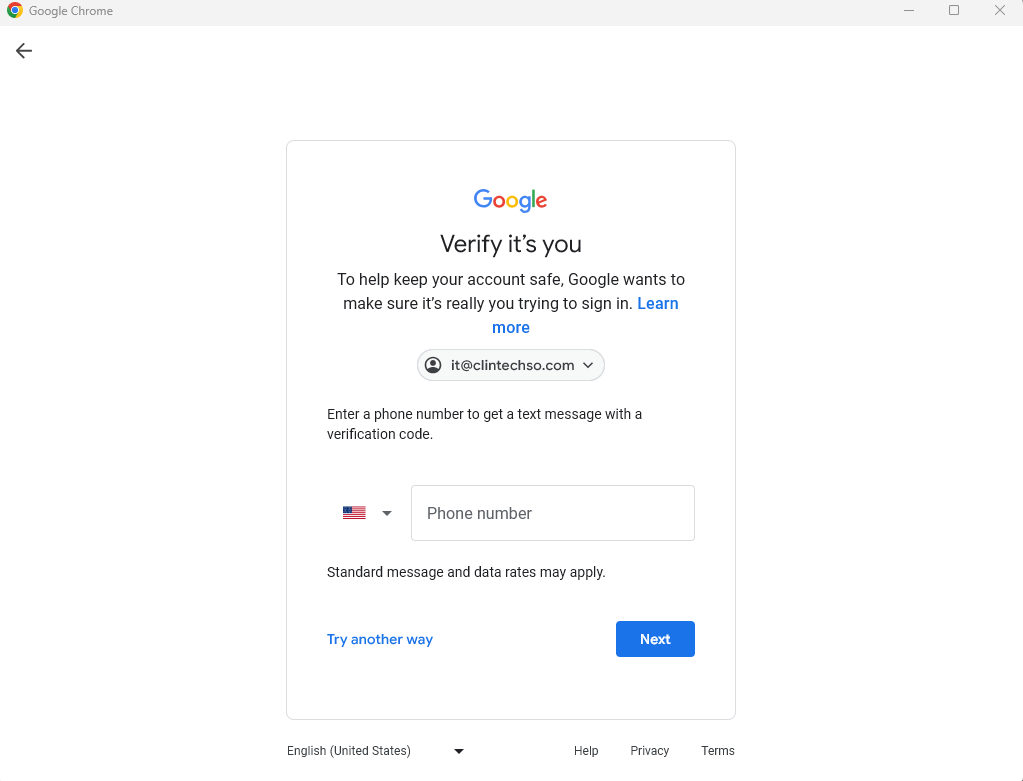 Google Chrome
Google
Verify it's you
To help keep your account safe, Google wants to
make sure it's really you trying to sign in. Learn
more
it@clintechso.com
Enter a phone number to get a text message with a
verification code.
Phone number
Standard message and data rates may apply.
Try another way
Next
English (United States)
Help
Privacy
Terms